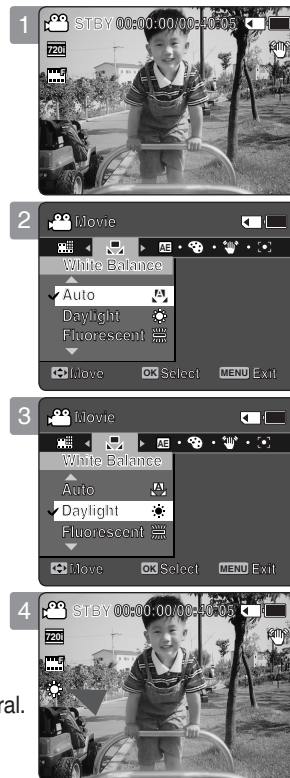 1
STBY 00:00:00/00:40:05
720i
2
Movie
AE
White Balance
Auto
Daylight
Fluorescent
Move OK Select MENU Exit
3
Movie
AE
White Balance
Auto
Daylight
Fluorescent
Move OK Select MENU Exit
4
STBY 00:00:00/00:40:05
720i
ral.